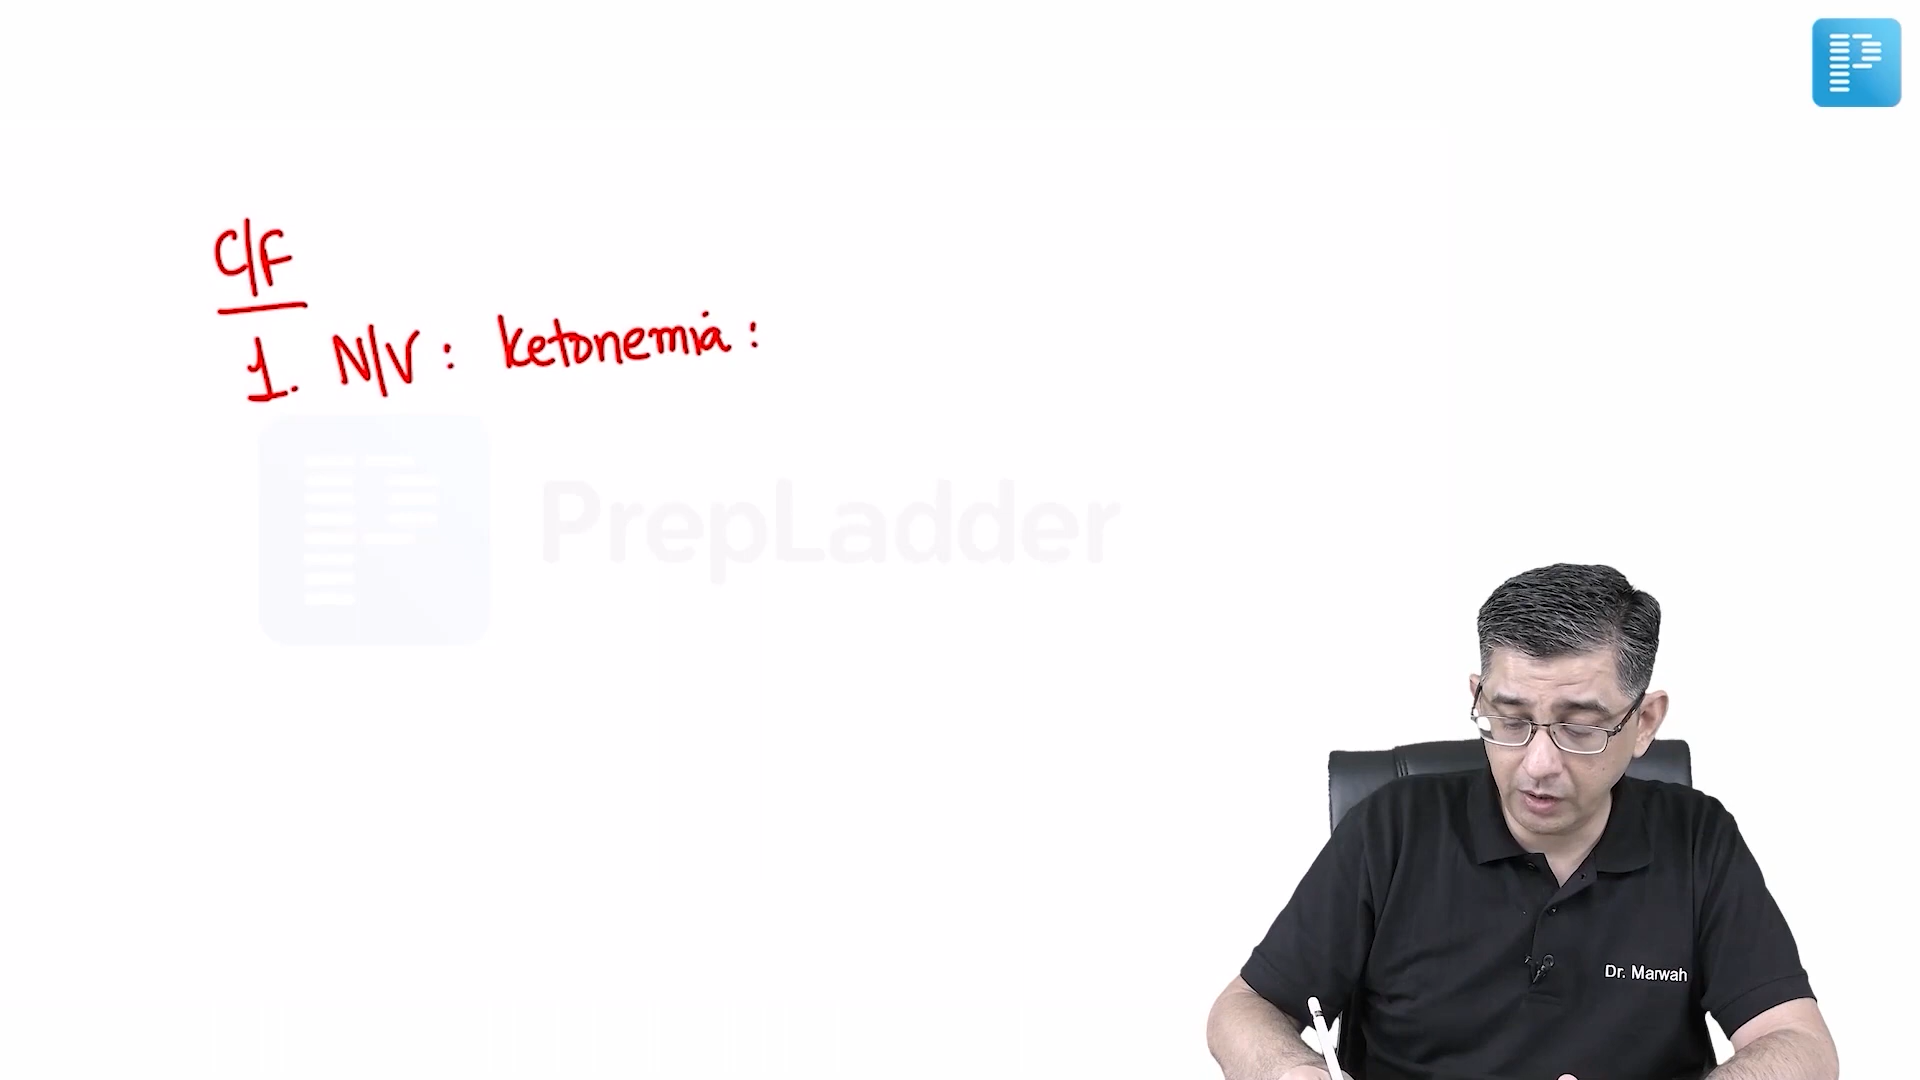 C/F
1. N/V : ketonemia :
PrepLadder
Dr. Marwah